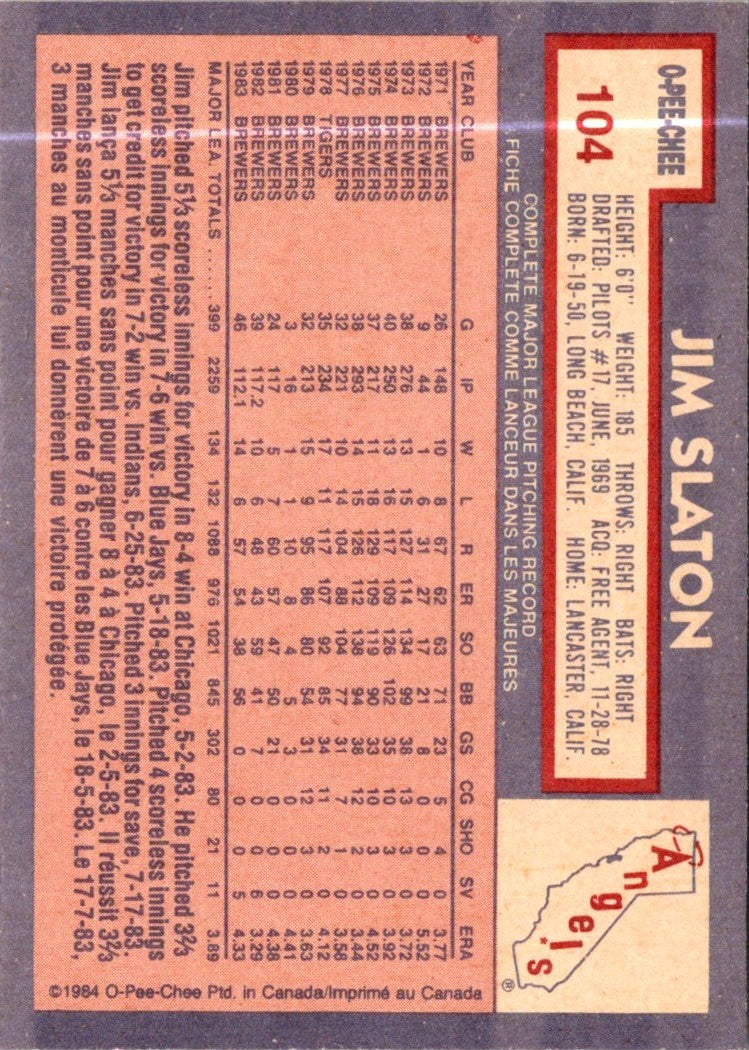 O-PEE-CHEE
104
JIM SLATON
HEIGHT: 6'0" WEIGHT: 185 THROWS: RIGHT BATS: RIGHT
DRAFTED: PILOTS #17, JUNE, 1969 ACQ: FREE AGENT, 11-28-78
BORN: 6-19-50, LONG BEACH, CALIF. HOME: LANCASTER, CALIF.
Angels
®
COMPLETE MAJOR LEAGUE PITCHING RECORD
FICHE COMPLÈTE COMME LANCEUR DANS LES MAJEURES
YEAR CLUB G IP W L R ER SO BB GS CG SHO SV ERA
1971 BREWERS 26 148 10 8 67 62 63 71 23 5 4 0 3.77
1972 BREWERS 9 44 1 6 31 27 17 21 8 0 0 0 5.52
1973 BREWERS 38 276 13 15 127 114 134 99 38 13 3 0 3.72
1974 BREWERS 40 250 13 16 117 109 126 102 35 10 3 0 3.92
1975 BREWERS 37 217 11 18 129 109 119 90 33 10 3 0 4.52
1976 BREWERS 38 293 14 15 126 112 138 94 38 12 2 0 3.44
1977 BREWERS 32 221 10 14 104 88 104 77 31 7 1 0 3.58
1978 TIGERS 35 234 17 11 117 107 92 85 34 11 2 0 4.12
1979 BREWERS 32 213 15 9 95 86 80 54 31 12 3 0 3.63
1980 BREWERS 3 16 1 1 10 8 4 5 3 0 0 0 4.41
1981 BREWERS 24 117 5 7 60 57 47 50 21 0 0 0 4.38
1982 BREWERS 39 117.2 10 6 48 43 59 41 7 0 0 6 3.29
1983 BREWERS 46 112.1 14 6 57 54 38 56 0 0 0 5 4.33
MAJOR LEA. TOTALS ...... 399 2259 134 132 1088 976 1021 845 302 80 21 11 3.89
Jim pitched 5⅓ scoreless innings for victory in 8-4 win at Chicago, 5-2-83. He pitched 3⅔
scoreless innings for victory in 7-6 win vs. Blue Jays, 5-18-83. Pitched 4 scoreless innings
to get credit for victory in 7-2 win vs. Indians, 6-25-83. Pitched 3 innings for save, 7-17-83.
Jim lança 5⅓ manches sans point pour gagner 8 à 4 à Chicago, le 2-5-83. Il réussit 3⅔
manches sans point pour une victoire de 7 à 6 contre les Blue Jays, le 18-5-83. Le 17-7-83,
3 manches au monticule lui donnèrent une victoire protégée.
©1984 O-Pee-Chee Ptd. in Canada/Imprimé au Canada